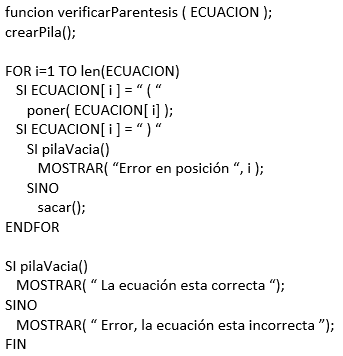 funcion verificarParentesis ( ECUACION );
crearPila();
FOR i=1 TO len(ECUACION)
SI ECUACION[ i ] = “ ( “
poner( ECUACION[ i] );
SI ECUACION[ i ] = “ ) “
SI pilaVacia()
MOSTRAR( “Error en posición “, i );
SINO
sacar();
ENDFOR
SI pilaVacia()
MOSTRAR( “ La ecuación esta correcta “);
SINO
MOSTRAR( “ Error, la ecuación esta incorrecta ”);
FIN